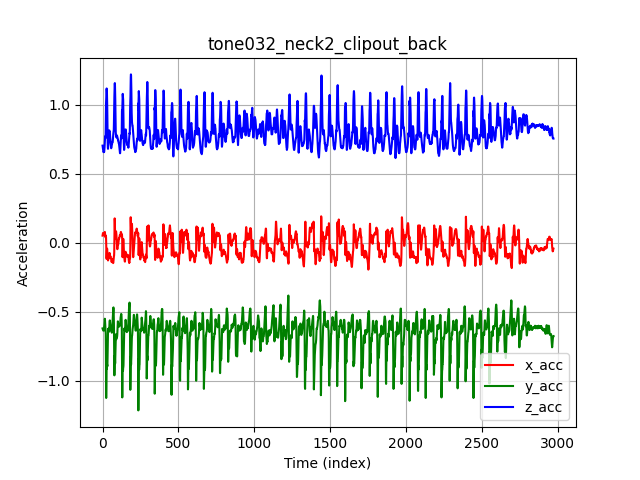 tone032_neck2_clipout_back
Acceleration
1.0
0.5
0.0
−0.5
−1.0
x_acc
y_acc
z_acc
0
500
1000
1500
2000
2500
3000
Time (index)